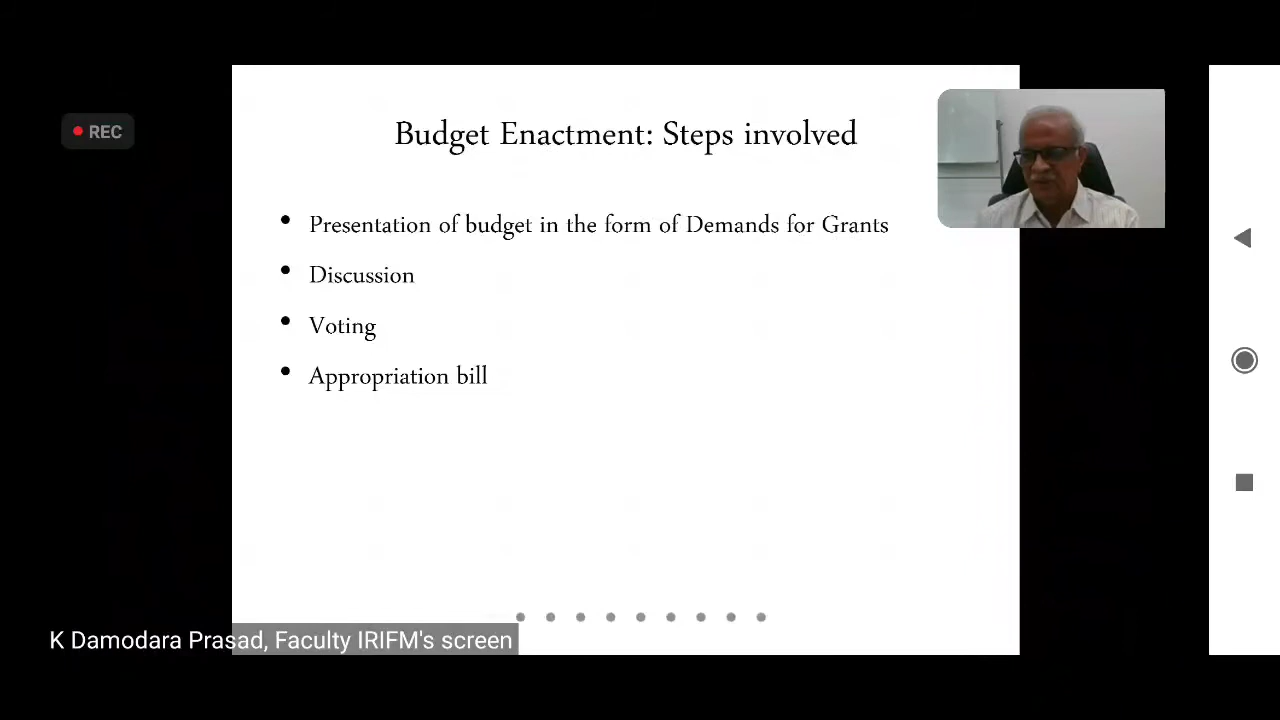 Budget Enactment: Steps involved
REC
• Presentation of budget in the form of Demands for Grants
• Discussion
• Voting
• Appropriation bill
K Damodara Prasad, Faculty IRIFM's screen